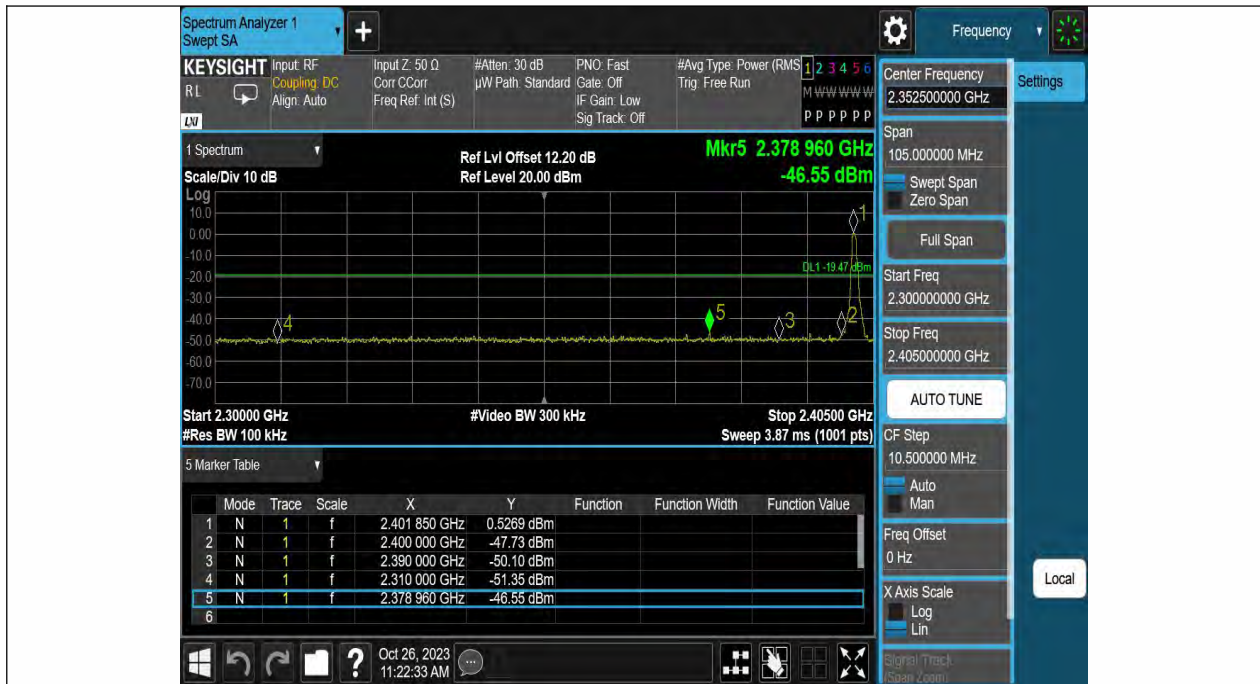 Spectrum Analyzer 1
Swept SA
+
Frequency
KEYSIGHT
RL
LXI
Input: RF
Coupling: DC
Align: Auto
Input Z: 50 Ω
Corr CCorr
Freq Ref: Int (S)
#Atten: 30 dB
µW Path: Standard
PNO: Fast
Gate: Off
IF Gain: Low
Sig Track: Off
#Avg Type: Power (RMS
Trig: Free Run
1 2 3 4 5 6
M W W W W W
P P P P P P
1 Spectrum
Scale/Div 10 dB
Ref Lvl Offset 12.20 dB
Ref Level 20.00 dBm
Mkr5 2.378 960 GHz
-46.55 dBm
Log
10.0
0.00
-10.0
-20.0
-30.0
-40.0
-50.0
-60.0
-70.0
1
DL1 -19.47 dBm
4
5
3
2
Start 2.30000 GHz
#Res BW 100 kHz
#Video BW 300 kHz
Stop 2.40500 GHz
Sweep 3.87 ms (1001 pts)
5 Marker Table
Mode Trace Scale X Y Function Function Width Function Value
1 N 1 f 2.401 850 GHz 0.5269 dBm
2 N 1 f 2.400 000 GHz -47.73 dBm
3 N 1 f 2.390 000 GHz -50.10 dBm
4 N 1 f 2.310 000 GHz -51.35 dBm
5 N 1 f 2.378 960 GHz -46.55 dBm
6
Center Frequency
2.352500000 GHz
Settings
Span
105.000000 MHz
Swept Span
Zero Span
Full Span
Start Freq
2.300000000 GHz
Stop Freq
2.405000000 GHz
AUTO TUNE
CF Step
10.500000 MHz
Auto
Man
Freq Offset
0 Hz
X Axis Scale
Log
Lin
Signal Track
(Span Zoom)
Local
?
Oct 26, 2023
11:22:33 AM